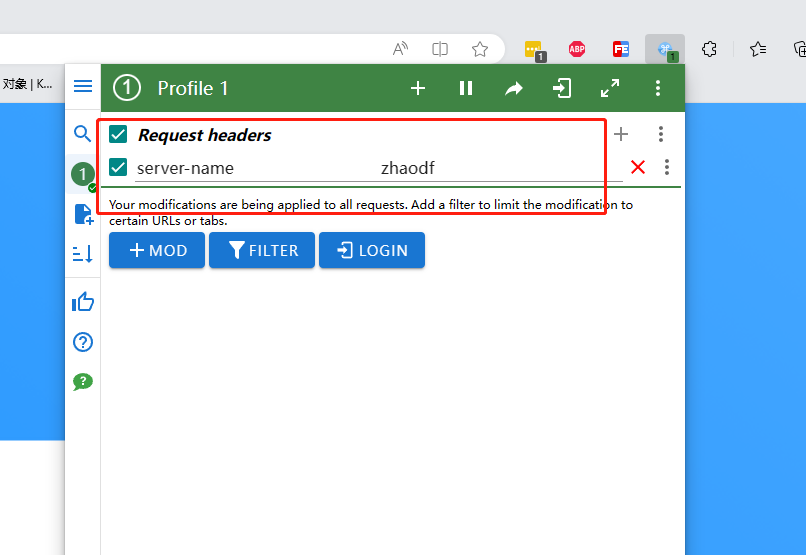 A
1
ABP
FE
1
对象 | K...
1
Profile 1
Request headers
1
server-name
zhaodf
Your modifications are being applied to all requests. Add a filter to limit the modification to
certain URLs or tabs.
MOD
FILTER
LOGIN
?
?